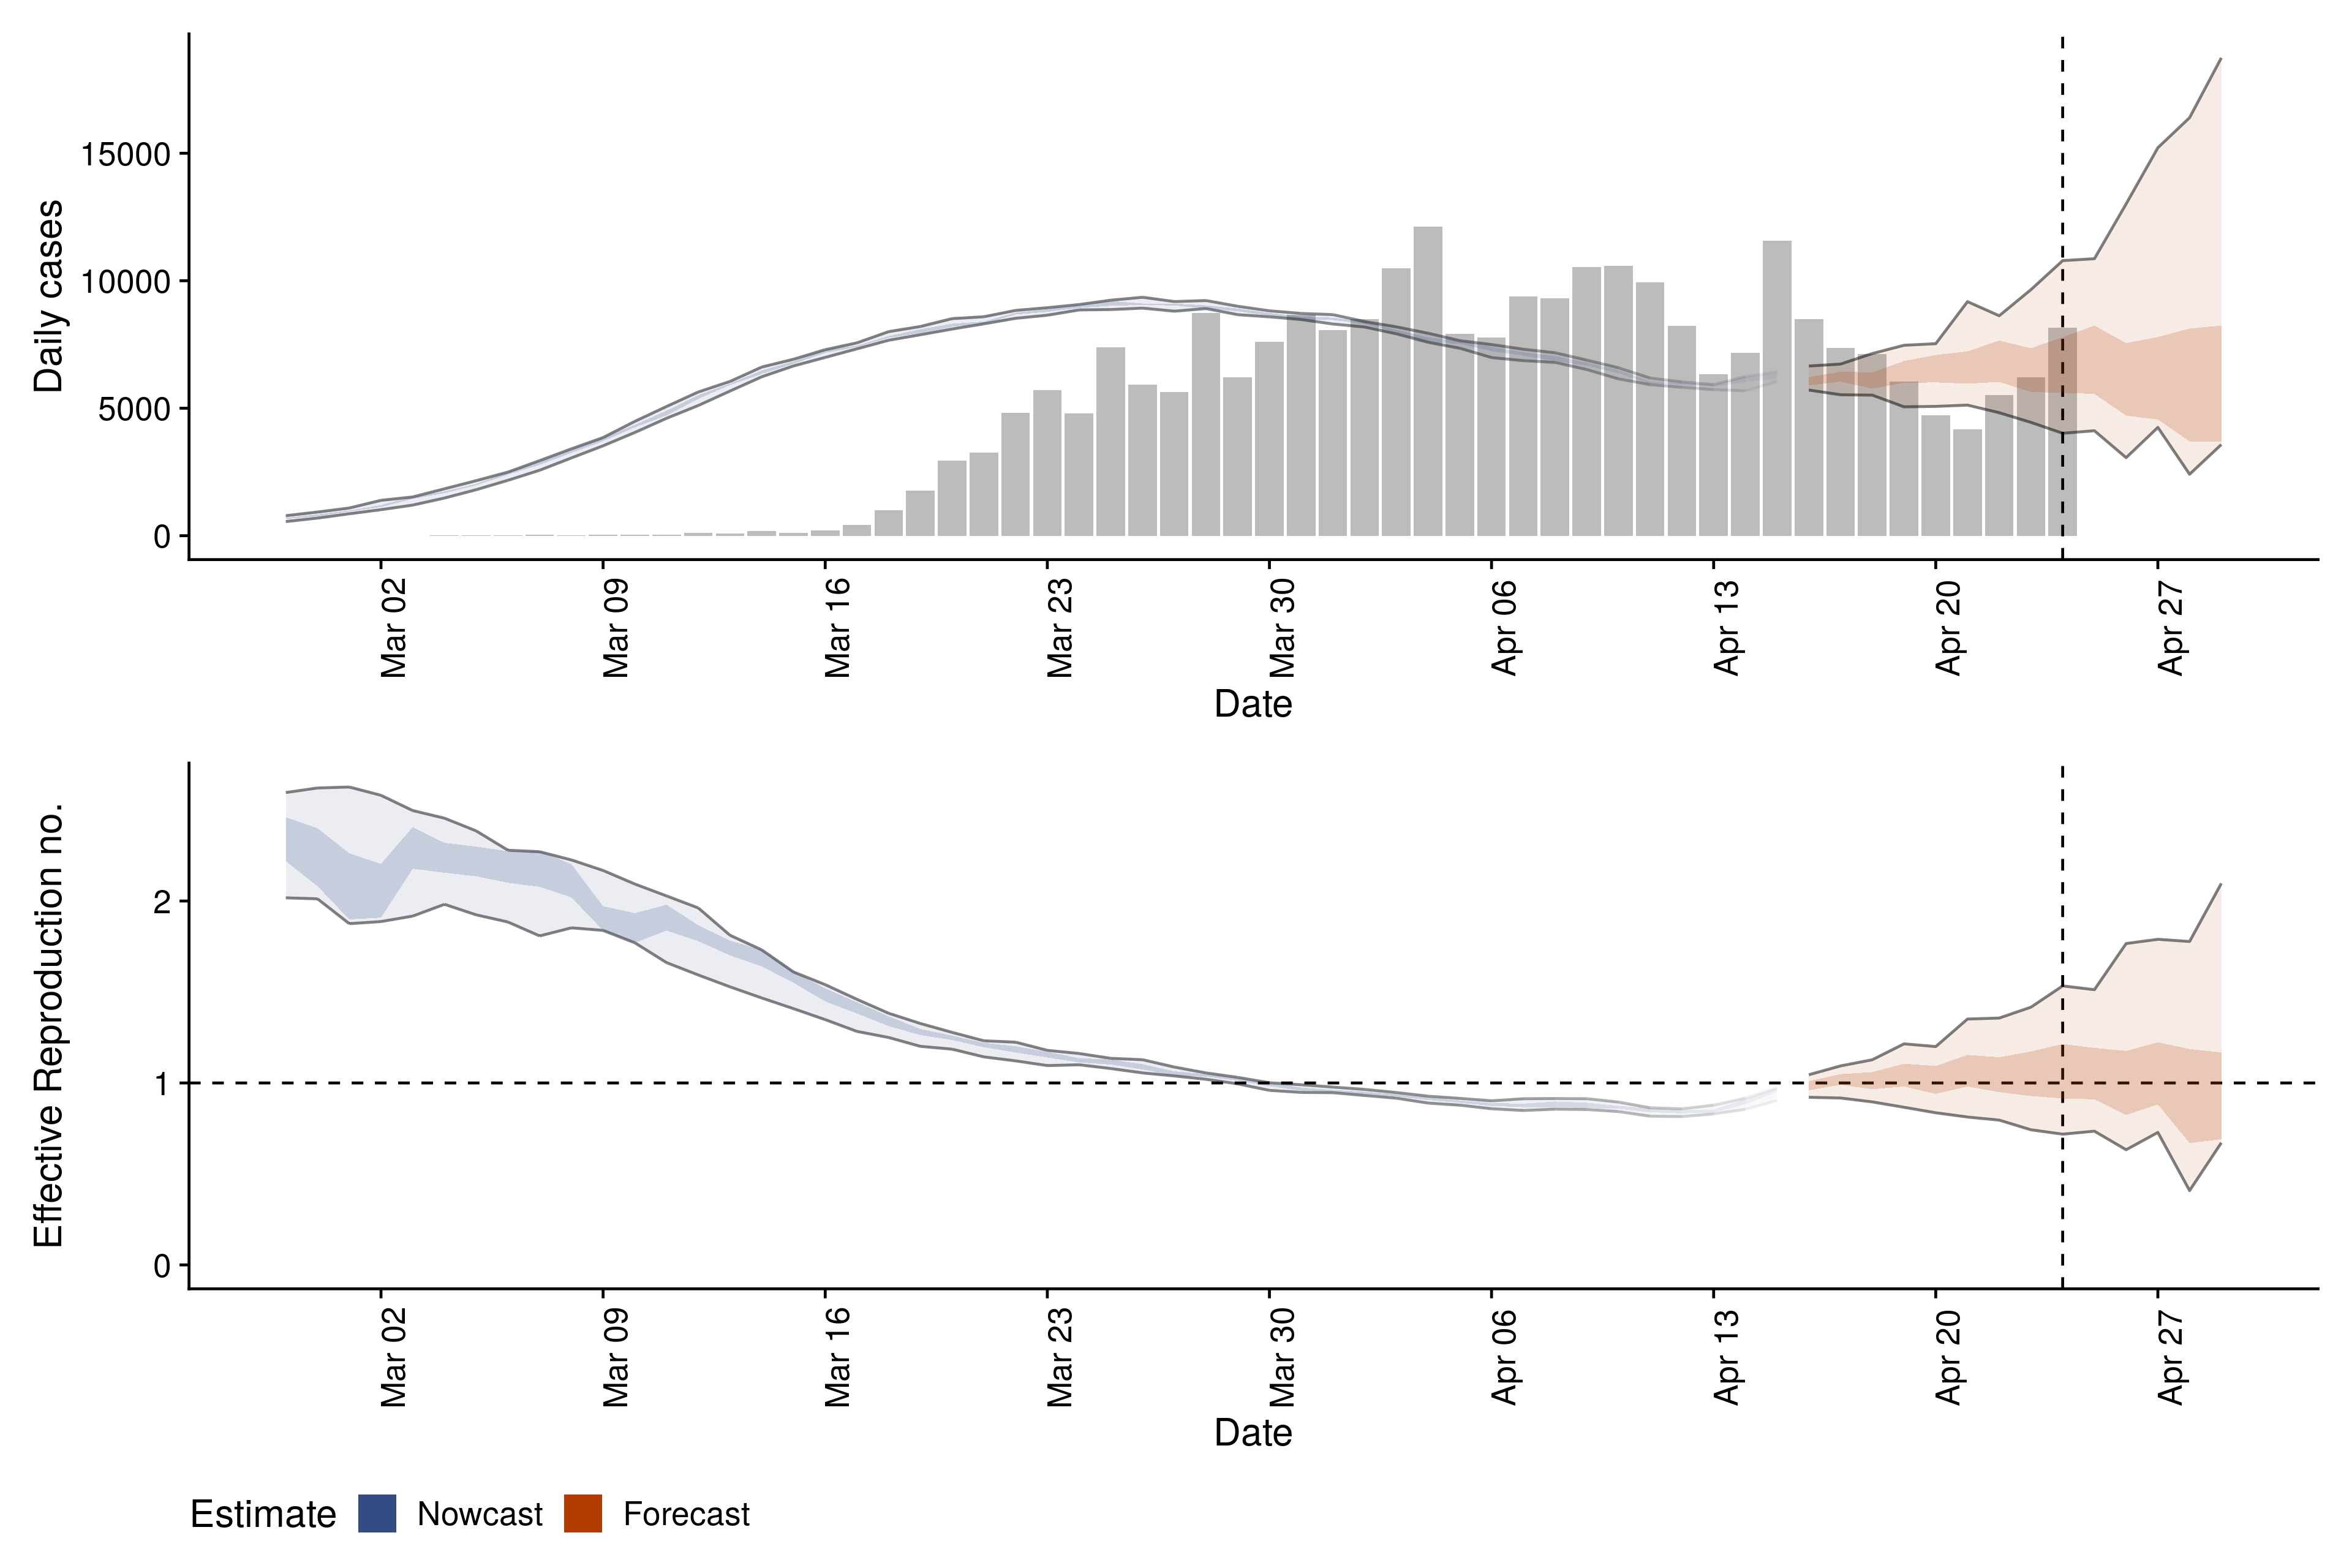 Daily cases
15000
10000
5000
0
Mar 02
Mar 09
Mar 16
Mar 23
Mar 30
Apr 06
Apr 13
Apr 20
Apr 27
Date
Effective Reproduction no.
2
1
0
Mar 02
Mar 09
Mar 16
Mar 23
Mar 30
Apr 06
Apr 13
Apr 20
Apr 27
Date
Estimate Nowcast Forecast